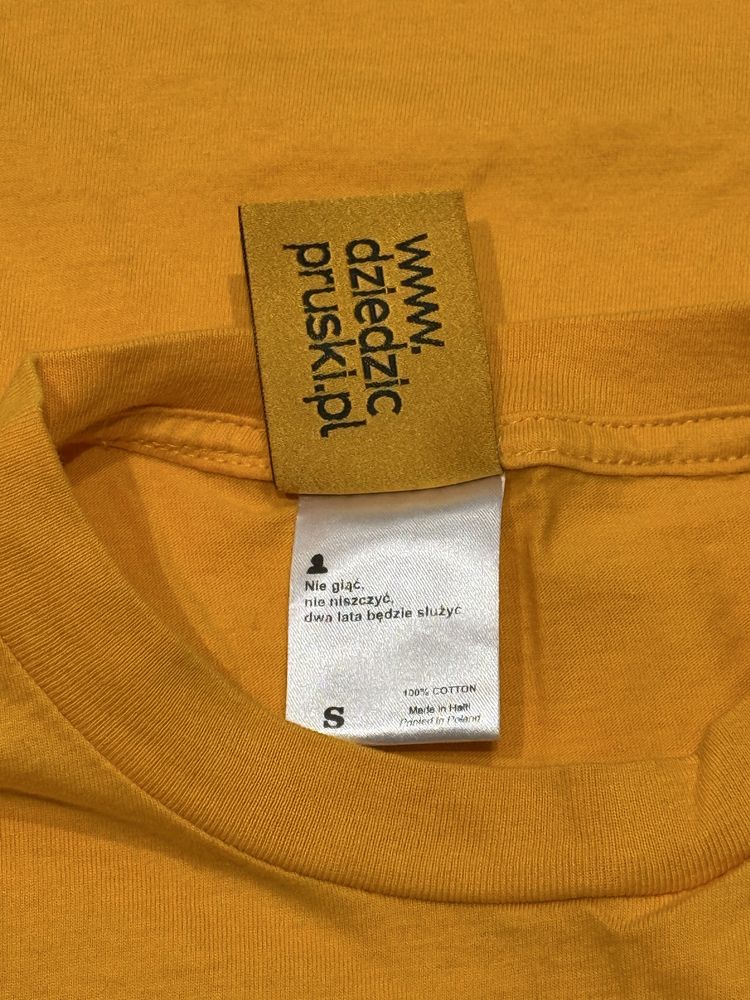 www.
dziedzic
pruski.pl
Nie giąć,
nie niszczyć,
dwa lata będzie służyć
100% COTTON
S
Made in Haiti
Printed in Poland